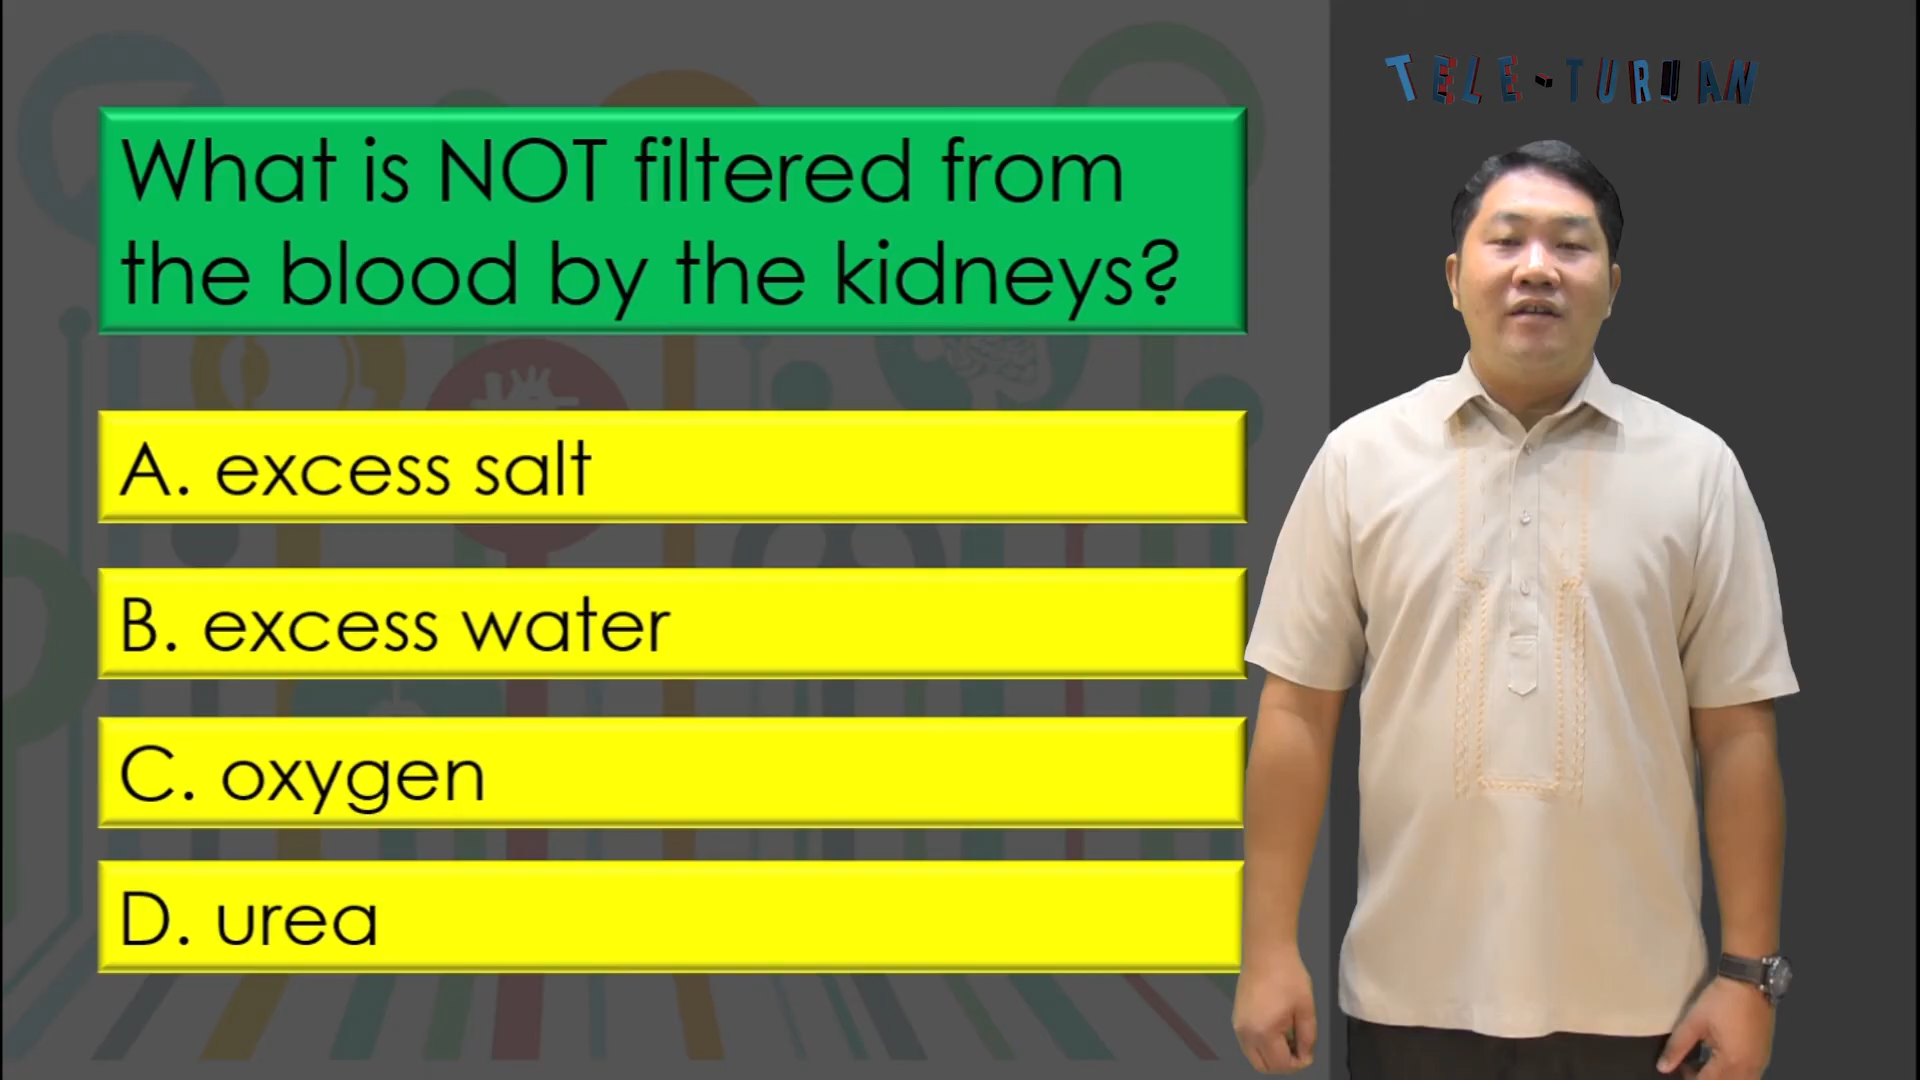 TELE-TURUAN
What is NOT filtered from
the blood by the kidneys?
A. excess salt
B. excess water
C. oxygen
D. urea